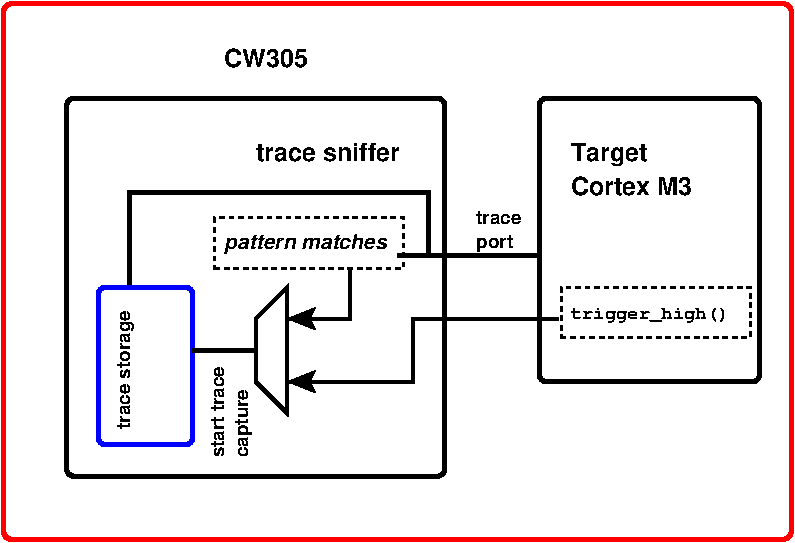 CW305
trace sniffer
Target
Cortex M3
trace
port
pattern matches
trigger_high()
trace storage
start trace
capture